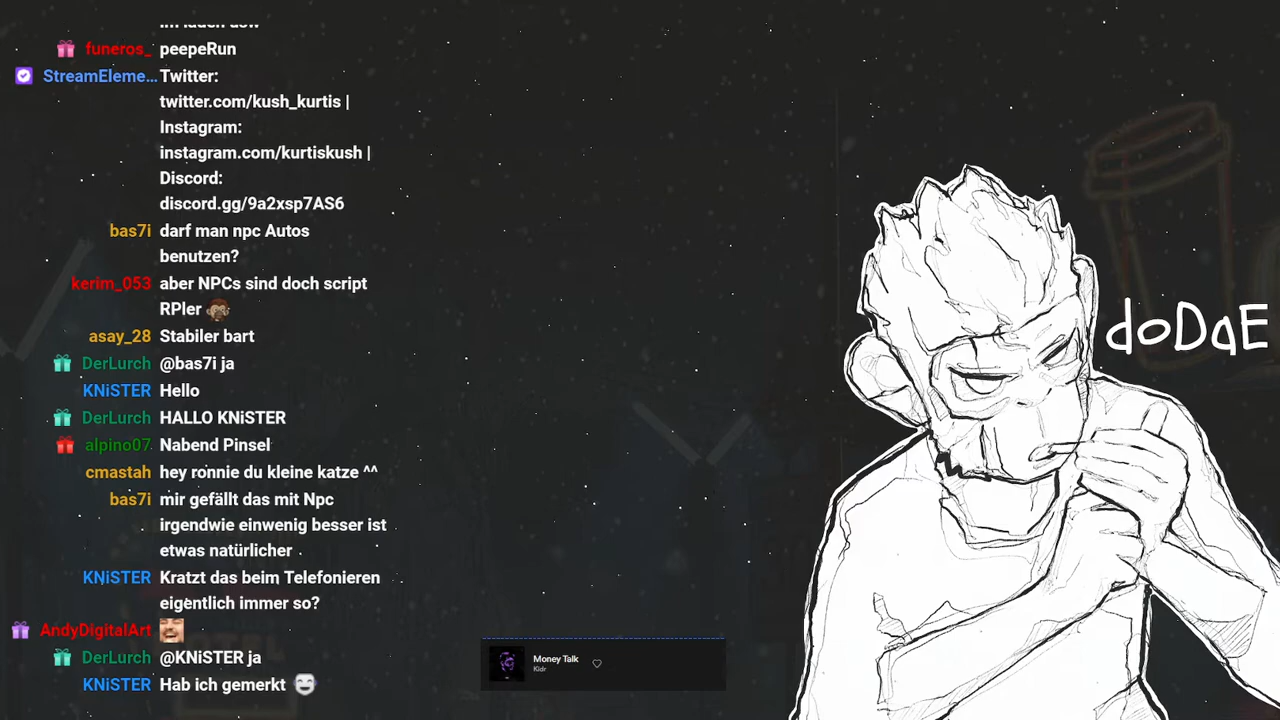 funeros_ peepeRun
StreamEleme... Twitter:
twitter.com/kush_kurtis |
Instagram:
instagram.com/kurtiskush |
Discord:
discord.gg/9a2xsp7AS6
bas7i darf man npc Autos
benutzen?
kerim_053 aber NPCs sind doch script
RPler
asay_28 Stabiler bart
DerLurch @bas7i ja
KNiSTER Hello
DerLurch HALLO KNiSTER
alpino07. Nabend Pinsel
cmastah hey ronnie du kleine katze ^^
bas7i mir gefällt das mit Npc
irgendwie einwenig besser ist
etwas natürlicher
KNiSTER Kratzt das beim Telefonieren
eigentlich immer so?
AndyDigitalArt
DerLurch @KNiSTER ja
KNiSTER Hab ich gemerkt
Money Talk
Kidr
doDaE